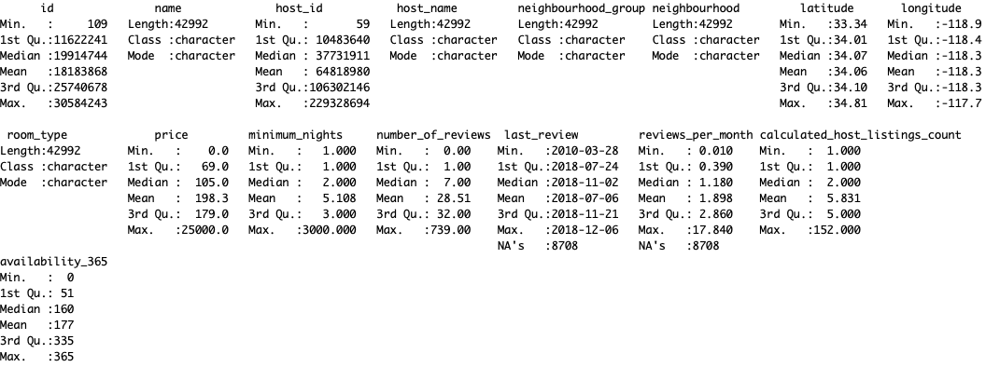 id name host_id host_name neighbourhood_group neighbourhood latitude longitude
Min. : 109 Length:42992 Min. : 59 Length:42992 Length:42992 Length:42992 Min. :33.34 Min. :-118.9
1st Qu.:11622241 Class :character 1st Qu.: 10483640 Class :character Class :character Class :character 1st Qu.:34.01 1st Qu.:-118.4
Median :19914744 Mode :character Median : 37731911 Mode :character Mode :character Mode :character Median :34.07 Median :-118.3
Mean :18183868 Mean : 64818980 Mean :34.06 Mean :-118.3
3rd Qu.:25740678 3rd Qu.:106302146 3rd Qu.:34.10 3rd Qu.:-118.3
Max. :30584243 Max. :229328694 Max. :34.81 Max. :-117.7
room_type price minimum_nights number_of_reviews last_review reviews_per_month calculated_host_listings_count
Length:42992 Min. : 0.0 Min. : 1.000 Min. : 0.00 Min. :2010-03-28 Min. : 0.010 Min. : 1.000
Class :character 1st Qu.: 69.0 1st Qu.: 1.000 1st Qu.: 1.00 1st Qu.:2018-07-24 1st Qu.: 0.390 1st Qu.: 1.000
Mode :character Median : 105.0 Median : 2.000 Median : 7.00 Median :2018-11-02 Median : 1.180 Median : 2.000
Mean : 198.3 Mean : 5.108 Mean : 28.51 Mean :2018-07-06 Mean : 1.898 Mean : 5.831
3rd Qu.: 179.0 3rd Qu.: 3.000 3rd Qu.: 32.00 3rd Qu.:2018-11-21 3rd Qu.: 2.860 3rd Qu.: 5.000
Max. :25000.0 Max. :3000.000 Max. :739.00 Max. :2018-12-06 Max. :17.840 Max. :152.000
NA's :8708 NA's :8708
availability_365
Min. : 0
1st Qu.: 51
Median :160
Mean :177
3rd Qu.:335
Max. :365